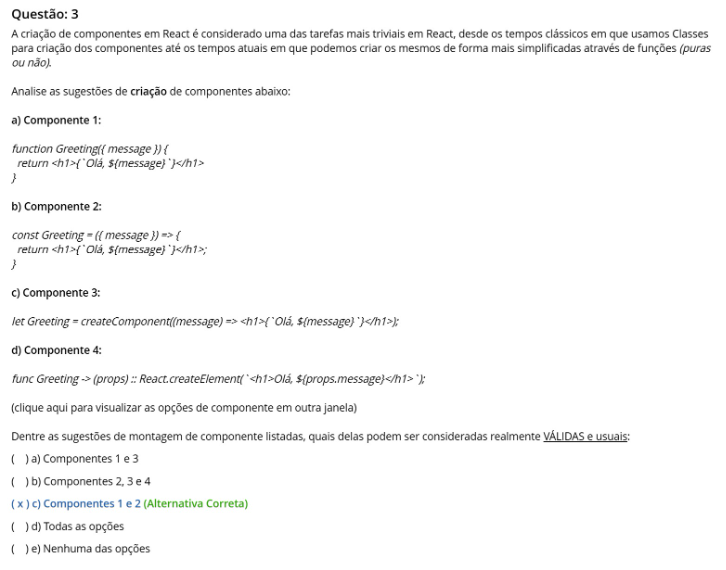 Questão: 3
A criação de componentes em React é considerado uma das tarefas mais triviais em React, desde os tempos clássicos em que usamos Classes
para criação dos componentes até os tempos atuais em que podemos criar os mesmos de forma mais simplificadas através de funções (puras
ou não).
Analise as sugestões de criação de componentes abaixo:
a) Componente 1:
function Greeting({ message }) {
return <h1>{`Olá, ${message}`}</h1>
}
b) Componente 2:
const Greeting = ({ message }) => {
return <h1>{`Olá, ${message}`}</h1>;
}
c) Componente 3:
let Greeting = createComponent((message) => <h1>{`Olá, ${message}`}</h1>);
d) Componente 4:
func Greeting -> (props) :: React.createElement(`<h1>Olá, ${props.message}</h1>`);
(clique aqui para visualizar as opções de componente em outra janela)
Dentre as sugestões de montagem de componente listadas, quais delas podem ser consideradas realmente VÁLIDAS e usuais:
( ) a) Componentes 1 e 3
( ) b) Componentes 2, 3 e 4
( x ) c) Componentes 1 e 2 (Alternativa Correta)
( ) d) Todas as opções
( ) e) Nenhuma das opções